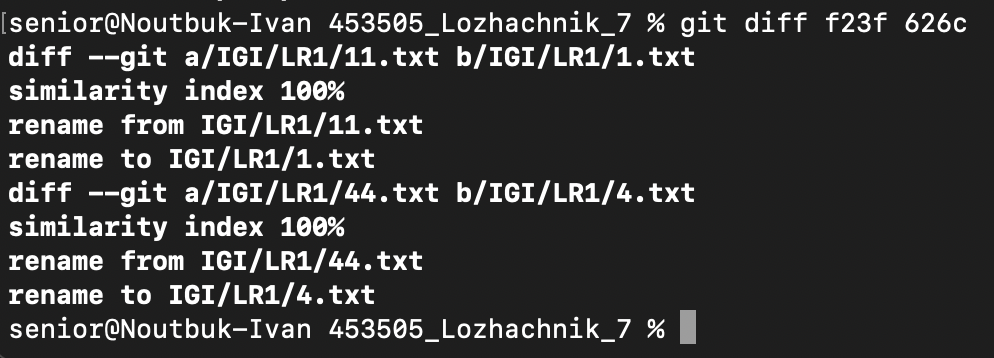 [senior@Noutbuk-Ivan 453505_Lozhachnik_7 % git diff f23f 626c
diff --git a/IGI/LR1/11.txt b/IGI/LR1/1.txt
similarity index 100%
rename from IGI/LR1/11.txt
rename to IGI/LR1/1.txt
diff --git a/IGI/LR1/44.txt b/IGI/LR1/4.txt
similarity index 100%
rename from IGI/LR1/44.txt
rename to IGI/LR1/4.txt
senior@Noutbuk-Ivan 453505_Lozhachnik_7 %